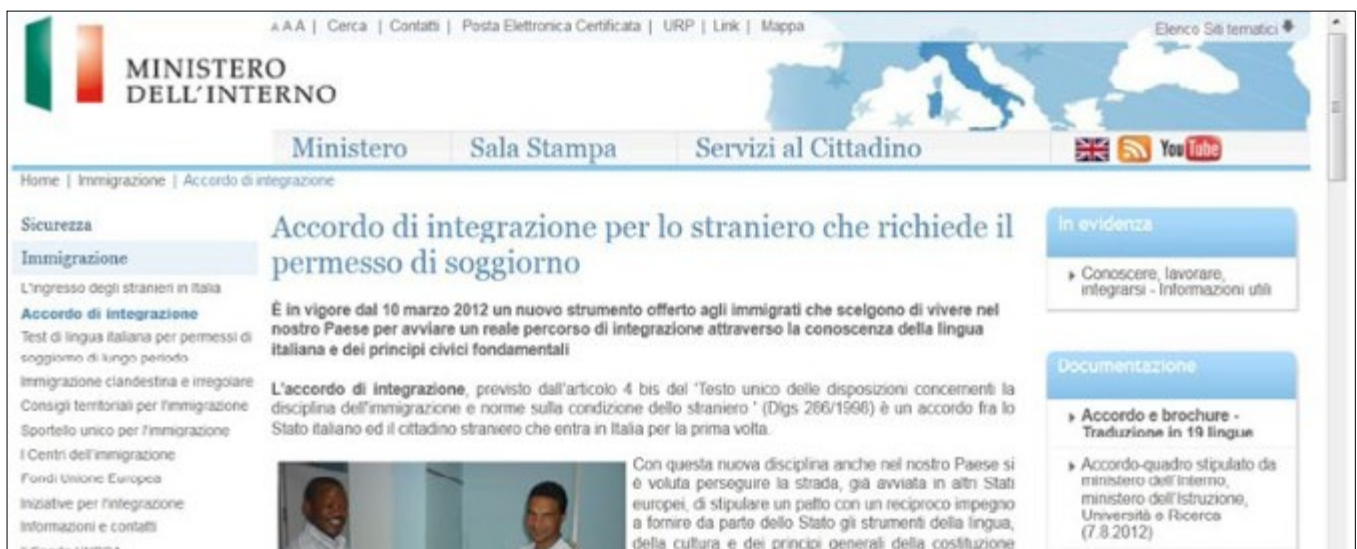 A A A | Cerca | Contatti | Posta Elettronica Certificata | URP | Link | Mappa
Elenco Siti tematici
MINISTERO
DELL'INTERNO
Ministero Sala Stampa Servizi al Cittadino
You Tube
Home | Immigrazione | Accordo di integrazione
Sicurezza
Immigrazione
L'ingresso degli stranieri in Italia
Accordo di integrazione
Test di lingua italiana per permessi di
soggiorno di lungo periodo
Immigrazione clandestina e irregolare
Consigli territoriali per l'immigrazione
Sportello unico per l'immigrazione
I Centri dell'immigrazione
Fondi Unione Europea
Iniziative per l'integrazione
Informazioni e contatti
Accordo di integrazione per lo straniero che richiede il
permesso di soggiorno
È in vigore dal 10 marzo 2012 un nuovo strumento offerto agli immigrati che scelgono di vivere nel
nostro Paese per avviare un reale percorso di integrazione attraverso la conoscenza della lingua
italiana e dei principi civici fondamentali
L'accordo di integrazione, previsto dall'articolo 4 bis del 'Testo unico delle disposizioni concernenti la
disciplina dell'immigrazione e norme sulla condizione dello straniero ' (Dlgs 286/1998) è un accordo fra lo
Stato italiano ed il cittadino straniero che entra in Italia per la prima volta.
Con questa nuova disciplina anche nel nostro Paese si
è voluta perseguire la strada, già avviata in altri Stati
europei, di stipulare un patto con un reciproco impegno
a fornire da parte dello Stato gli strumenti della lingua,
della cultura e dei principi generali della costituzione
In evidenza
Conoscere, lavorare,
integrarsi - Informazioni utili
Documentazione
Accordo e brochure -
Traduzione in 19 lingue
Accordo-quadro stipulato da
ministero dell'Interno,
ministero dell'Istruzione,
Università e Ricerca
(7.8.2012)